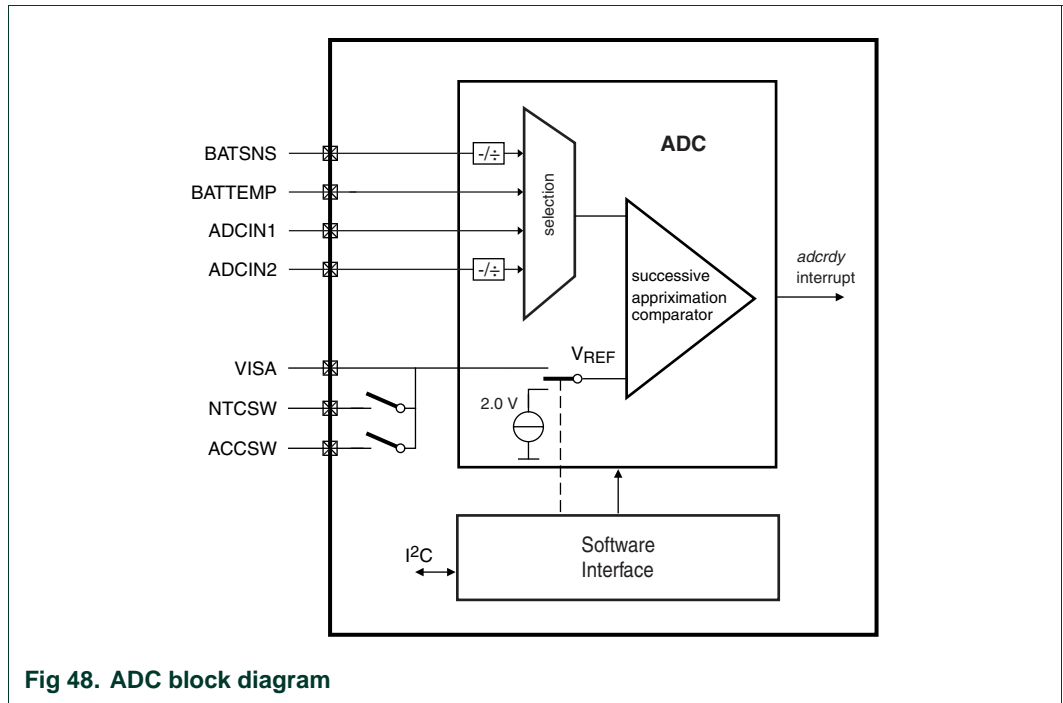 BATSNS
BATTEMP
ADCIN1
ADCIN2
VISA
NTCSW
ACCSW
-/÷
-/÷
selection
ADC
successive
appriximation
comparator
VREF
2.0 V
adcrdy
interrupt
I2C
Software
Interface
Fig 48. ADC block diagram